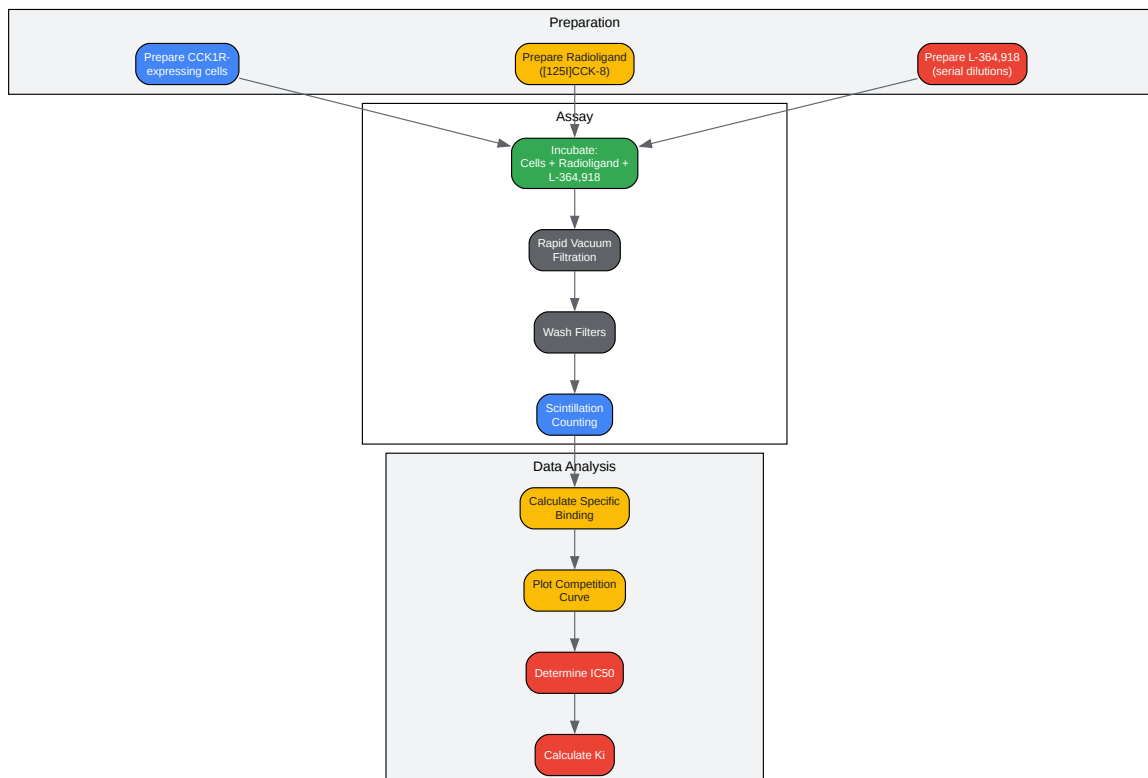 Preparation
Prepare CCK1R-
expressing cells
Prepare Radioligand
([125I]CCK-8)
Prepare L-364,918
(serial dilutions)
Assay
Incubate:
Cells + Radioligand +
L-364,918
Rapid Vacuum
Filtration
Wash Filters
Scintillation
Counting
Data Analysis
Calculate Specific
Binding
Plot Competition
Curve
Determine IC50
Calculate Ki